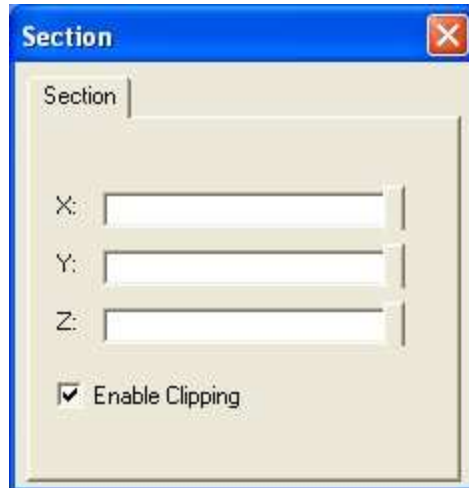 Section
Section
X:
Y:
Z:
Enable Clipping